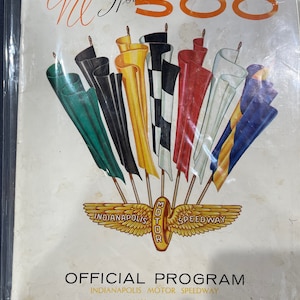 500
INDIANAPOLIS MOTOR SPEEDWAY
OFFICIAL PROGRAM
INDIANAPOLIS MOTOR SPEEDWAY